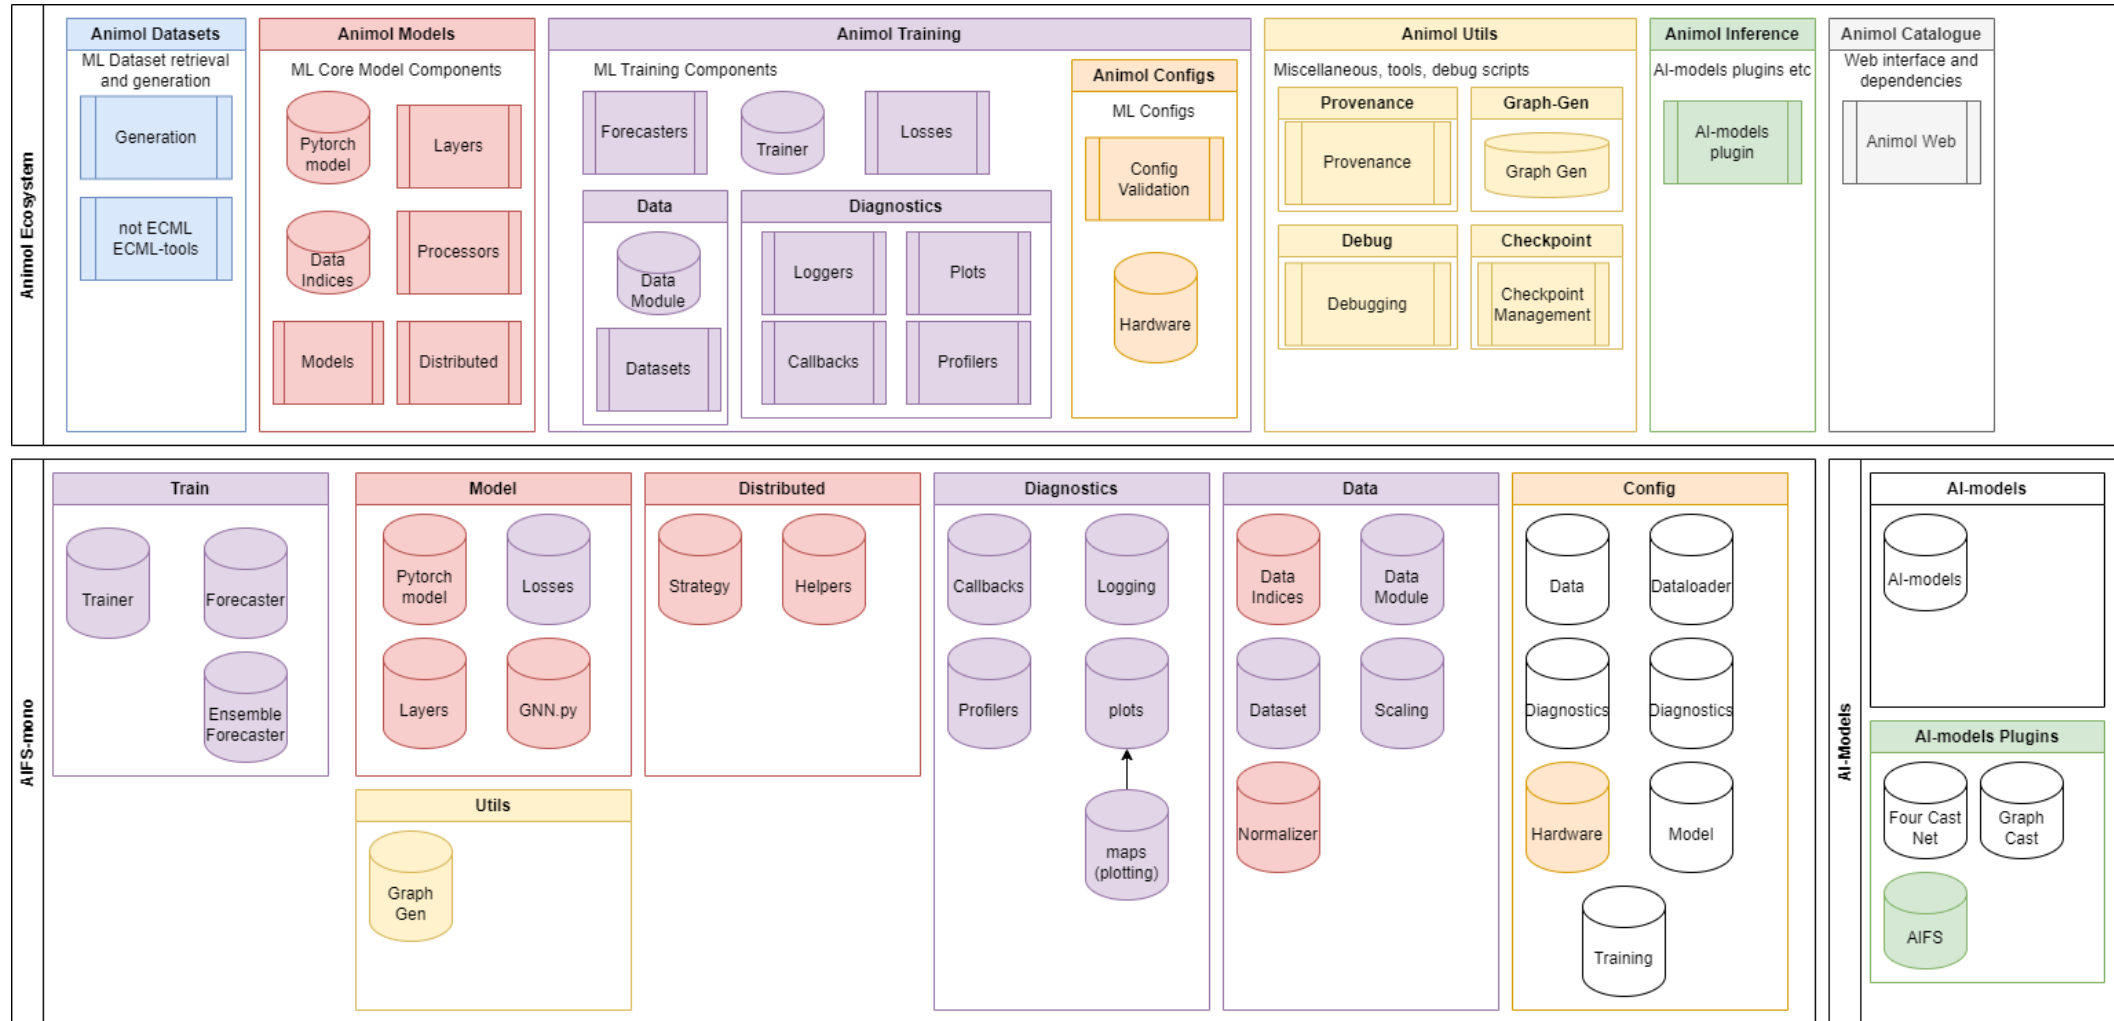 Animol Ecosystem
Animol Datasets
ML Dataset retrieval
and generation
Generation
not ECML
ECML-tools
Animol Models
ML Core Model Components
Pytorch
model
Layers
Data
Indices
Processors
Models
Distributed
Animol Training
ML Training Components
Forecasters
Trainer
Losses
Data
Data
Module
Datasets
Diagnostics
Loggers
Plots
Callbacks
Profilers
Animol Configs
ML Configs
Config
Validation
Hardware
Animol Utils
Miscellaneous, tools, debug scripts
Provenance
Provenance
Graph-Gen
Graph Gen
Debug
Debugging
Checkpoint
Checkpoint
Management
Animol Inference
AI-models plugins etc
AI-models
plugin
Animol Catalogue
Web interface and
dependencies
Animol Web
AIFS-mono
Train
Trainer
Forecaster
Ensemble
Forecaster
Model
Pytorch
model
Losses
Layers
GNN.py
Utils
Graph
Gen
Distributed
Strategy
Helpers
Diagnostics
Callbacks
Logging
Profilers
plots
maps
(plotting)
Data
Data
Indices
Data
Module
Dataset
Scaling
Normalizer
Config
Data
Dataloader
Diagnostics
Diagnostics
Hardware
Model
Training
AI-Models
AI-models
AI-models
AI-models Plugins
Four Cast
Net
Graph
Cast
AIFS